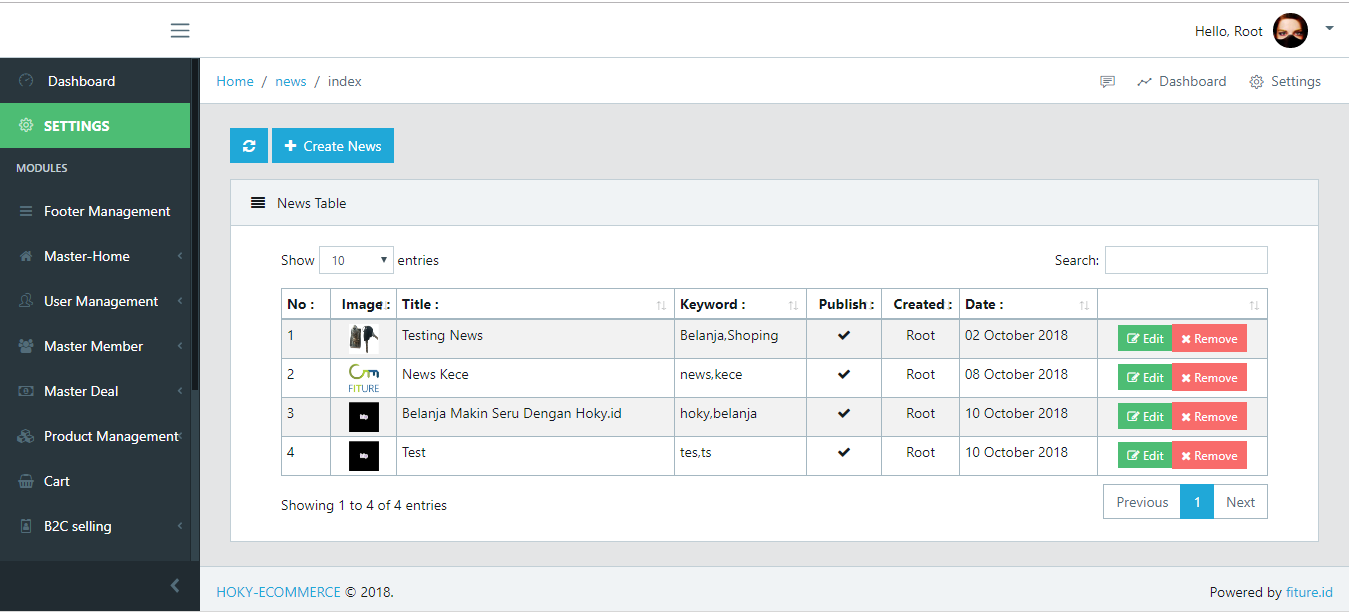 Hello, Root
Dashboard
SETTINGS
MODULES
Footer Management
Master-Home
User Management
Master Member
Master Deal
Product Management
Cart
B2C selling
Home / news / index
Dashboard
Settings
Create News
News Table
Show 10 entries
Search:
No : Image : Title : Keyword : Publish : Created : Date :
1 Testing News Belanja,Shoping Root 02 October 2018 Edit Remove
2 FITURE News Kece news,kece Root 08 October 2018 Edit Remove
3 Belanja Makin Seru Dengan Hoky.id hoky,belanja Root 10 October 2018 Edit Remove
4 Test tes,ts Root 10 October 2018 Edit Remove
Showing 1 to 4 of 4 entries
Previous 1 Next
HOKY-ECOMMERCE © 2018.
Powered by fiture.id